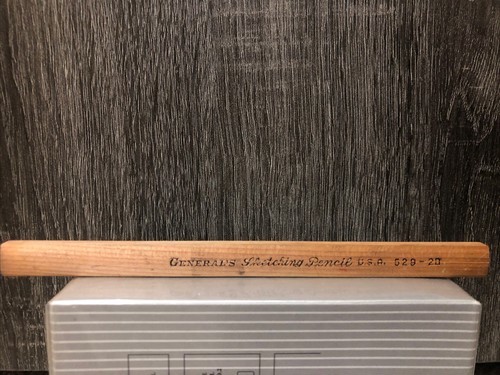 GENERAL'S Sketching Pencil U.S.A. 529-2B